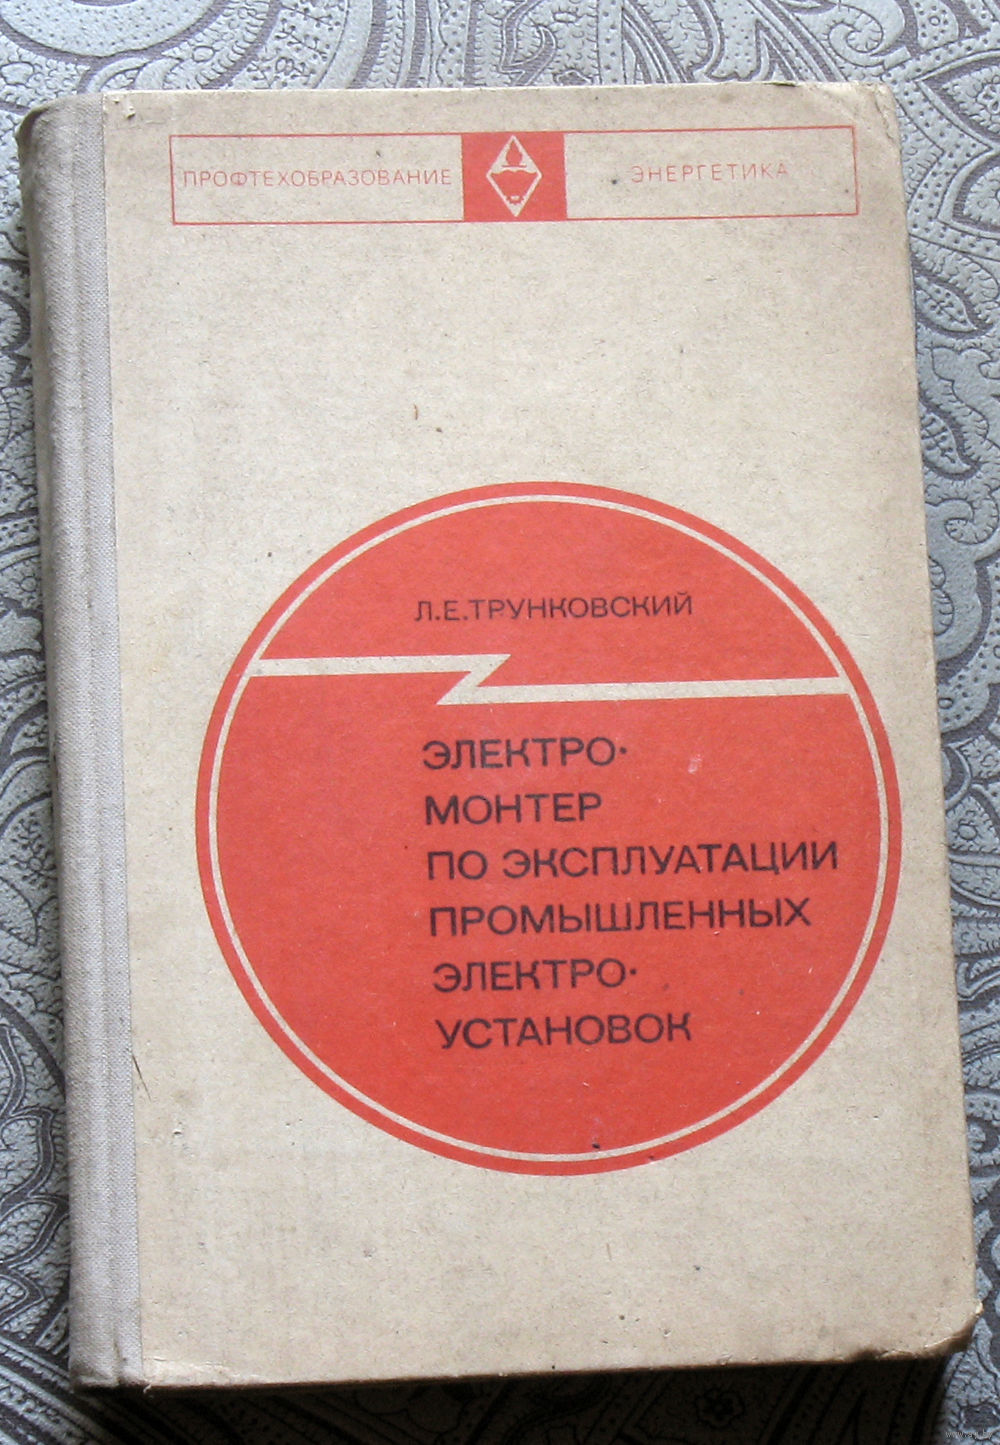 ПРОФТЕХОБРАЗОВАНИЕ ЭНЕРГЕТИКА
Л.Е.ТРУНКОВСКИЙ
ЭЛЕКТРО·
МОНТЕР
ПО ЭКСПЛУАТАЦИИ
ПРОМЫШЛЕННЫХ
ЭЛЕКТРО·
УСТАНОВОК